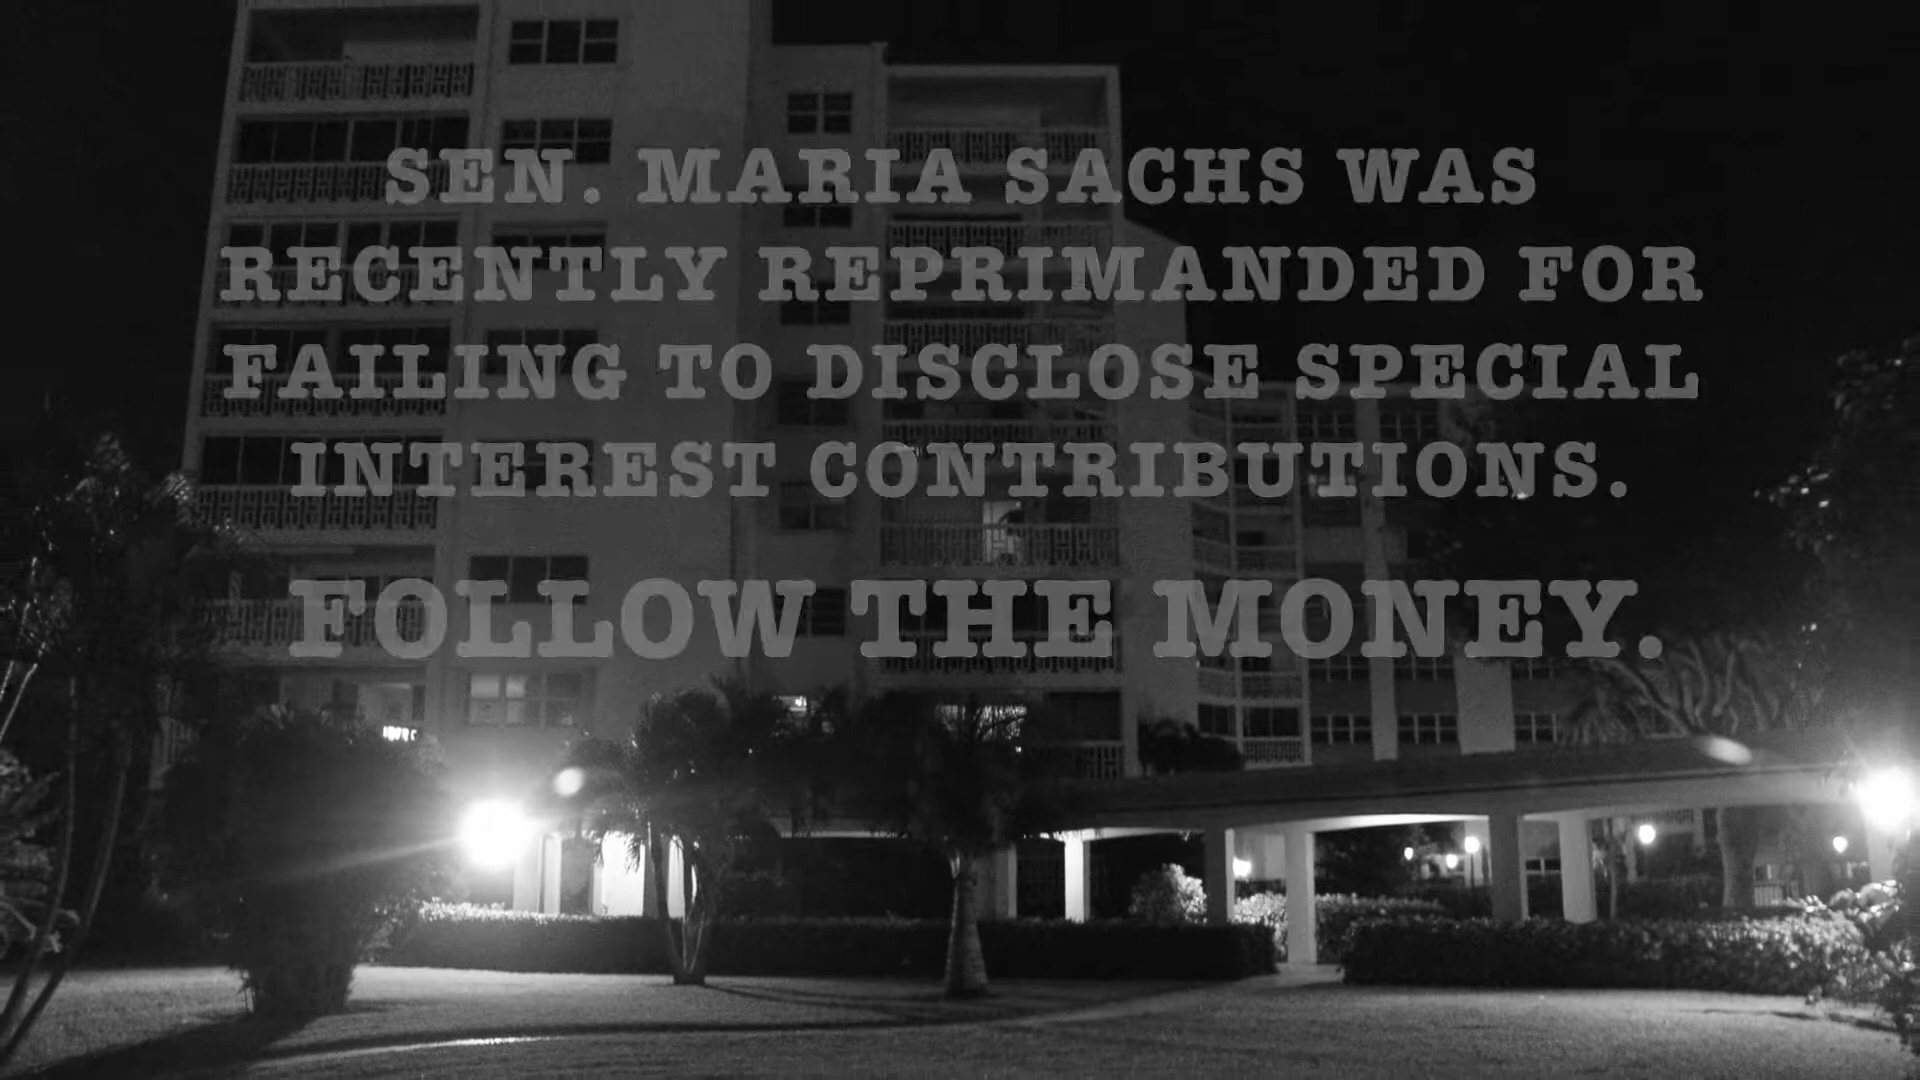 SEN. MARIA SACHS WAS
RECENTLY REPRIMANDED FOR
FAILING TO DISCLOSE SPECIAL
INTEREST CONTRIBUTIONS.
FOLLOW THE MONEY.